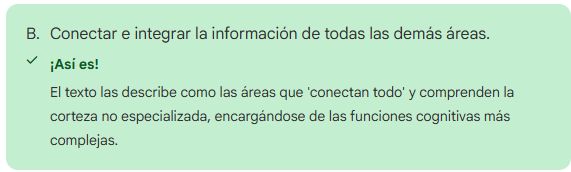 B. Conectar e integrar la información de todas las demás áreas.
¡Así es!
El texto las describe como las áreas que 'conectan todo' y comprenden la
corteza no especializada, encargándose de las funciones cognitivas más
complejas.